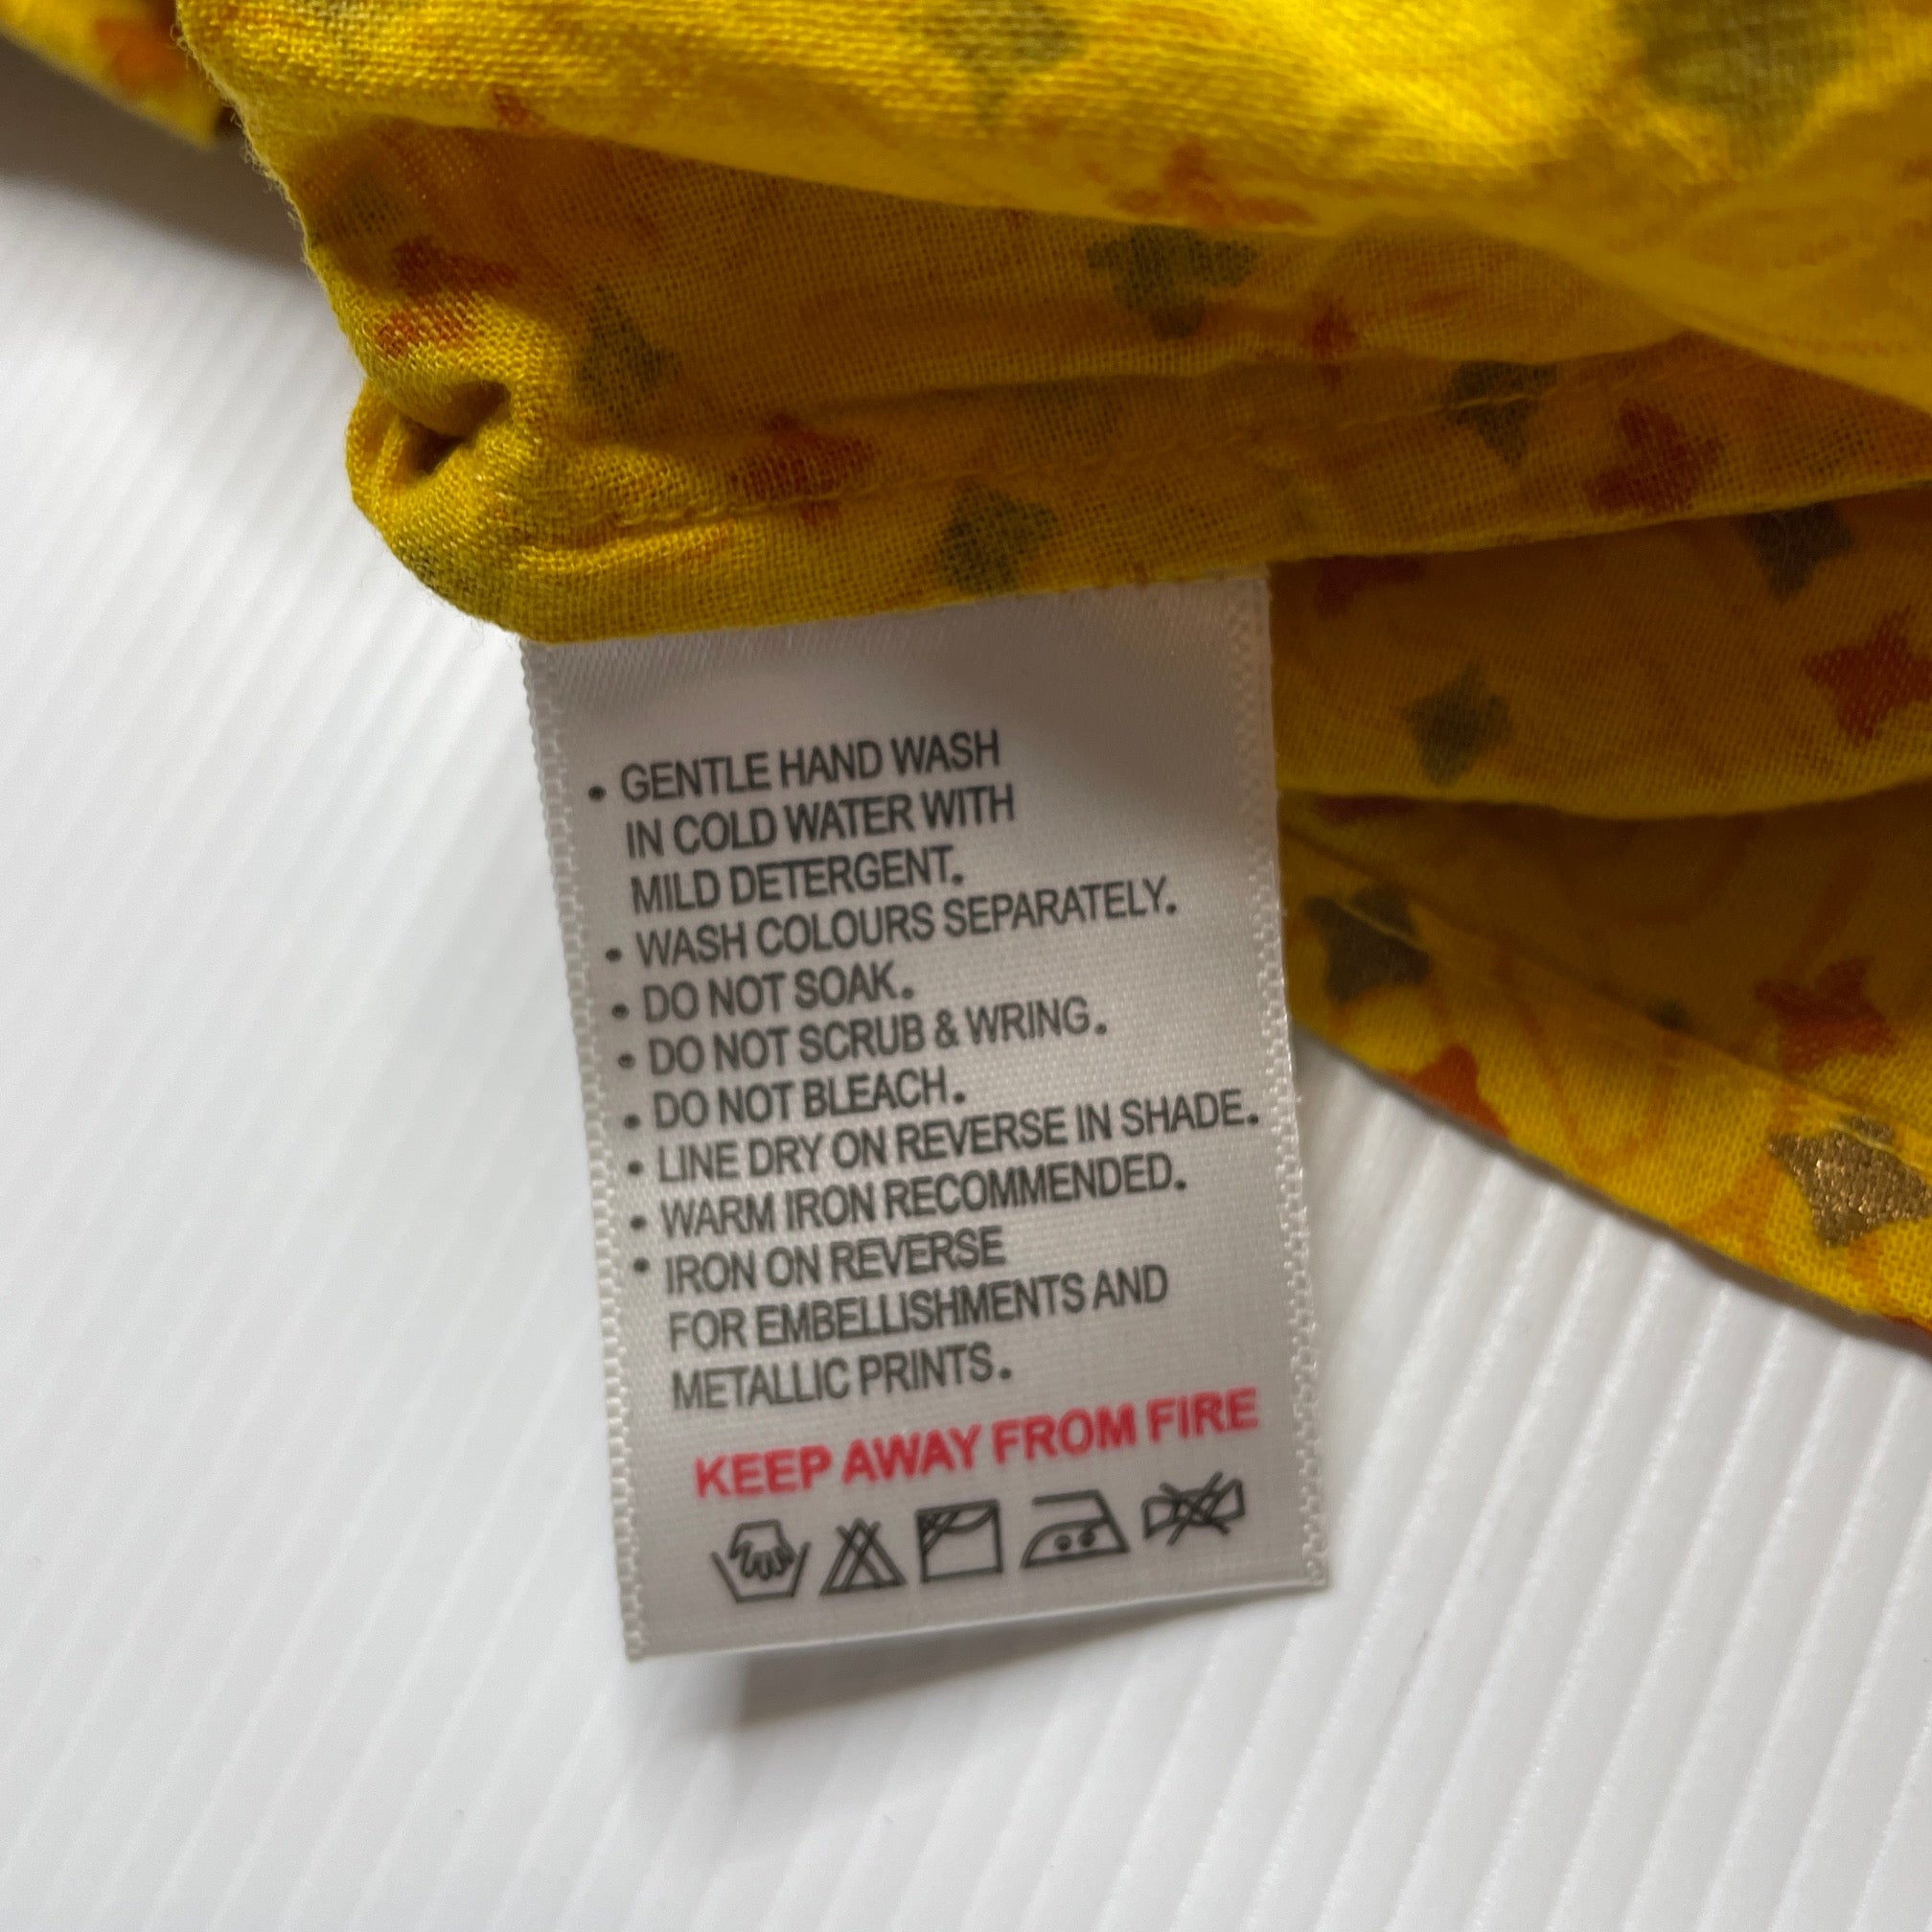 • GENTLE HAND WASH
IN COLD WATER WITH
MILD DETERGENT.
• WASH COLOURS SEPARATELY.
• DO NOT SOAK.
• DO NOT SCRUB & WRING.
• DO NOT BLEACH.
• LINE DRY ON REVERSE IN SHADE.
• WARM IRON RECOMMENDED.
• IRON ON REVERSE
FOR EMBELLISHMENTS AND
METALLIC PRINTS.
KEEP AWAY FROM FIRE